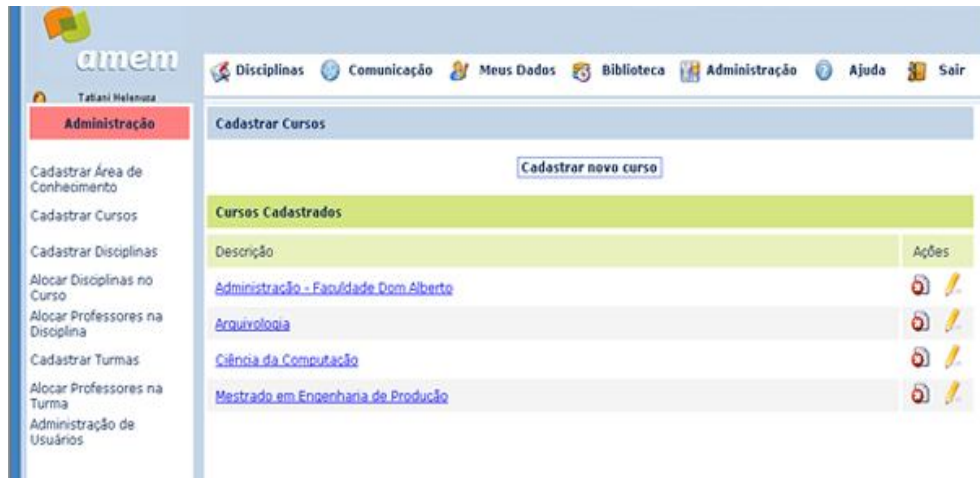 amem
Disciplinas Comunicação Meus Dados Biblioteca Administração Ajuda Sair
Tatiani Helenusa
Administração
Cadastrar Cursos
Cadastrar novo curso
Cadastrar Área de
Conhecimento
Cadastrar Cursos
Cadastrar Disciplinas
Alocar Disciplinas no
Curso
Alocar Professores na
Disciplina
Cadastrar Turmas
Alocar Professores na
Turma
Administração de
Usuários
Cursos Cadastrados
Descrição Ações
Administração - Faculdade Dom Alberto
Arquivologia
Ciência da Computação
Mestrado em Engenharia de Produção